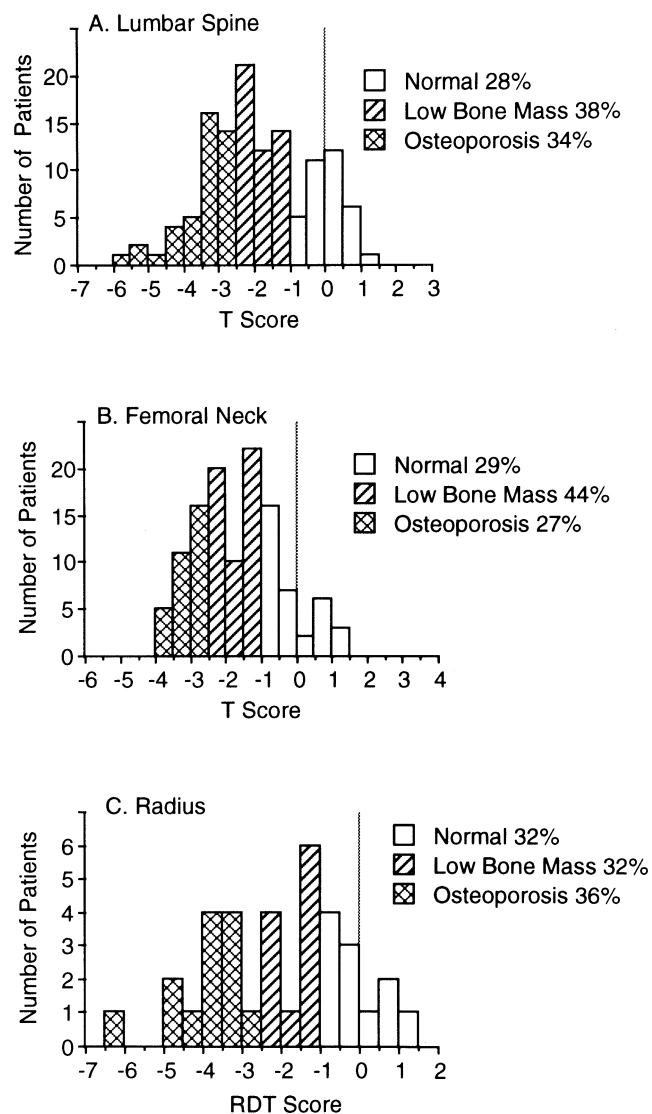 A. Lumbar Spine
Number of Patients
20
15
10
5
0
Normal 28%
Low Bone Mass 38%
Osteoporosis 34%
-7 -6 -5 -4 -3 -2 -1 0 1 2 3
T Score
B. Femoral Neck
Number of Patients
20
15
10
5
0
Normal 29%
Low Bone Mass 44%
Osteoporosis 27%
-6 -5 -4 -3 -2 -1 0 1 2 3 4
T Score
C. Radius
Number of Patients
6
5
4
3
2
1
0
Normal 32%
Low Bone Mass 32%
Osteoporosis 36%
-7 -6 -5 -4 -3 -2 -1 0 1 2
RDT Score